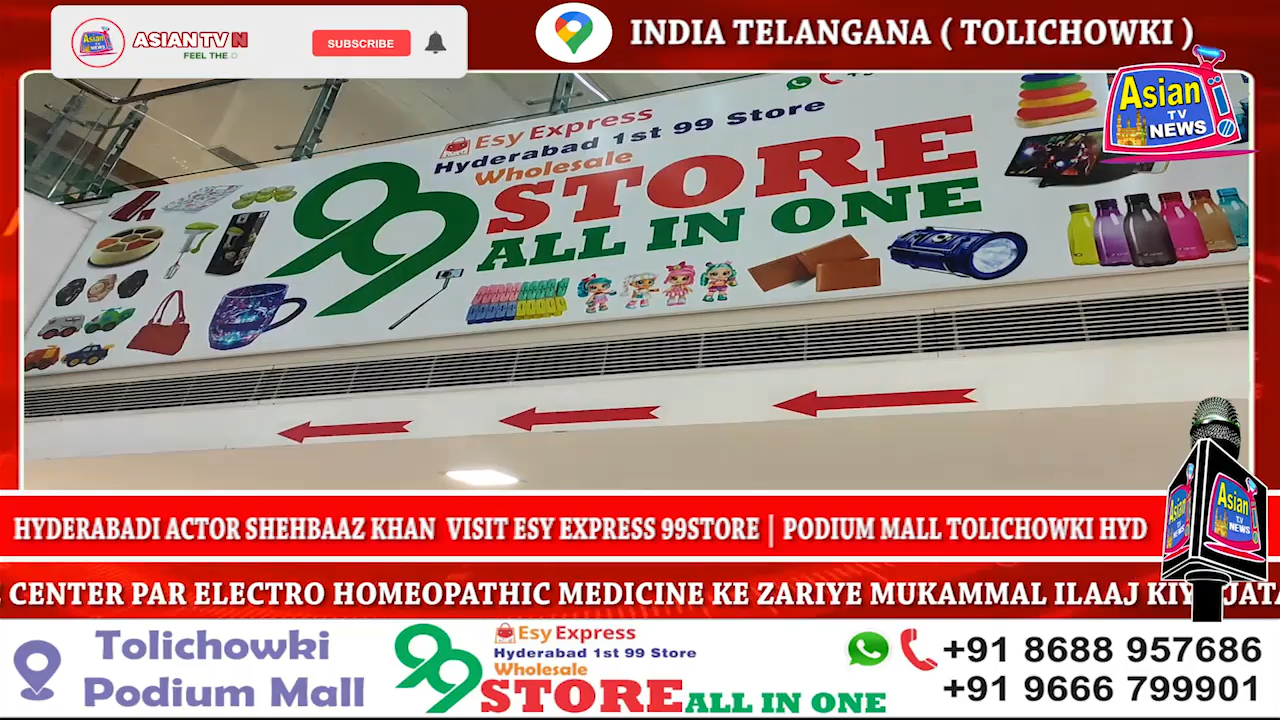 Asian TV NEWS
ASIAN TV N
FEEL THE
SUBSCRIBE
INDIA TELANGANA ( TOLICHOWKI )
Asian
TV
NEWS
Esy Express
Hyderabad 1st 99 Store
Wholesale
99 STORE
ALL IN ONE
Asian
TV
NEWS
HYDERABADI ACTOR SHEHBAAZ KHAN VISIT ESY EXPRESS 99STORE | PODIUM MALL TOLICHOWKI HYD
CENTER PAR ELECTRO HOMEOPATHIC MEDICINE KE ZARIYE MUKAMMAL ILAAJ
Tolichowki
Podium Mall
Esy Express
Hyderabad 1st 99 Store
Wholesale
99 STORE ALL IN ONE
+91 8688 957686
+91 9666 799901